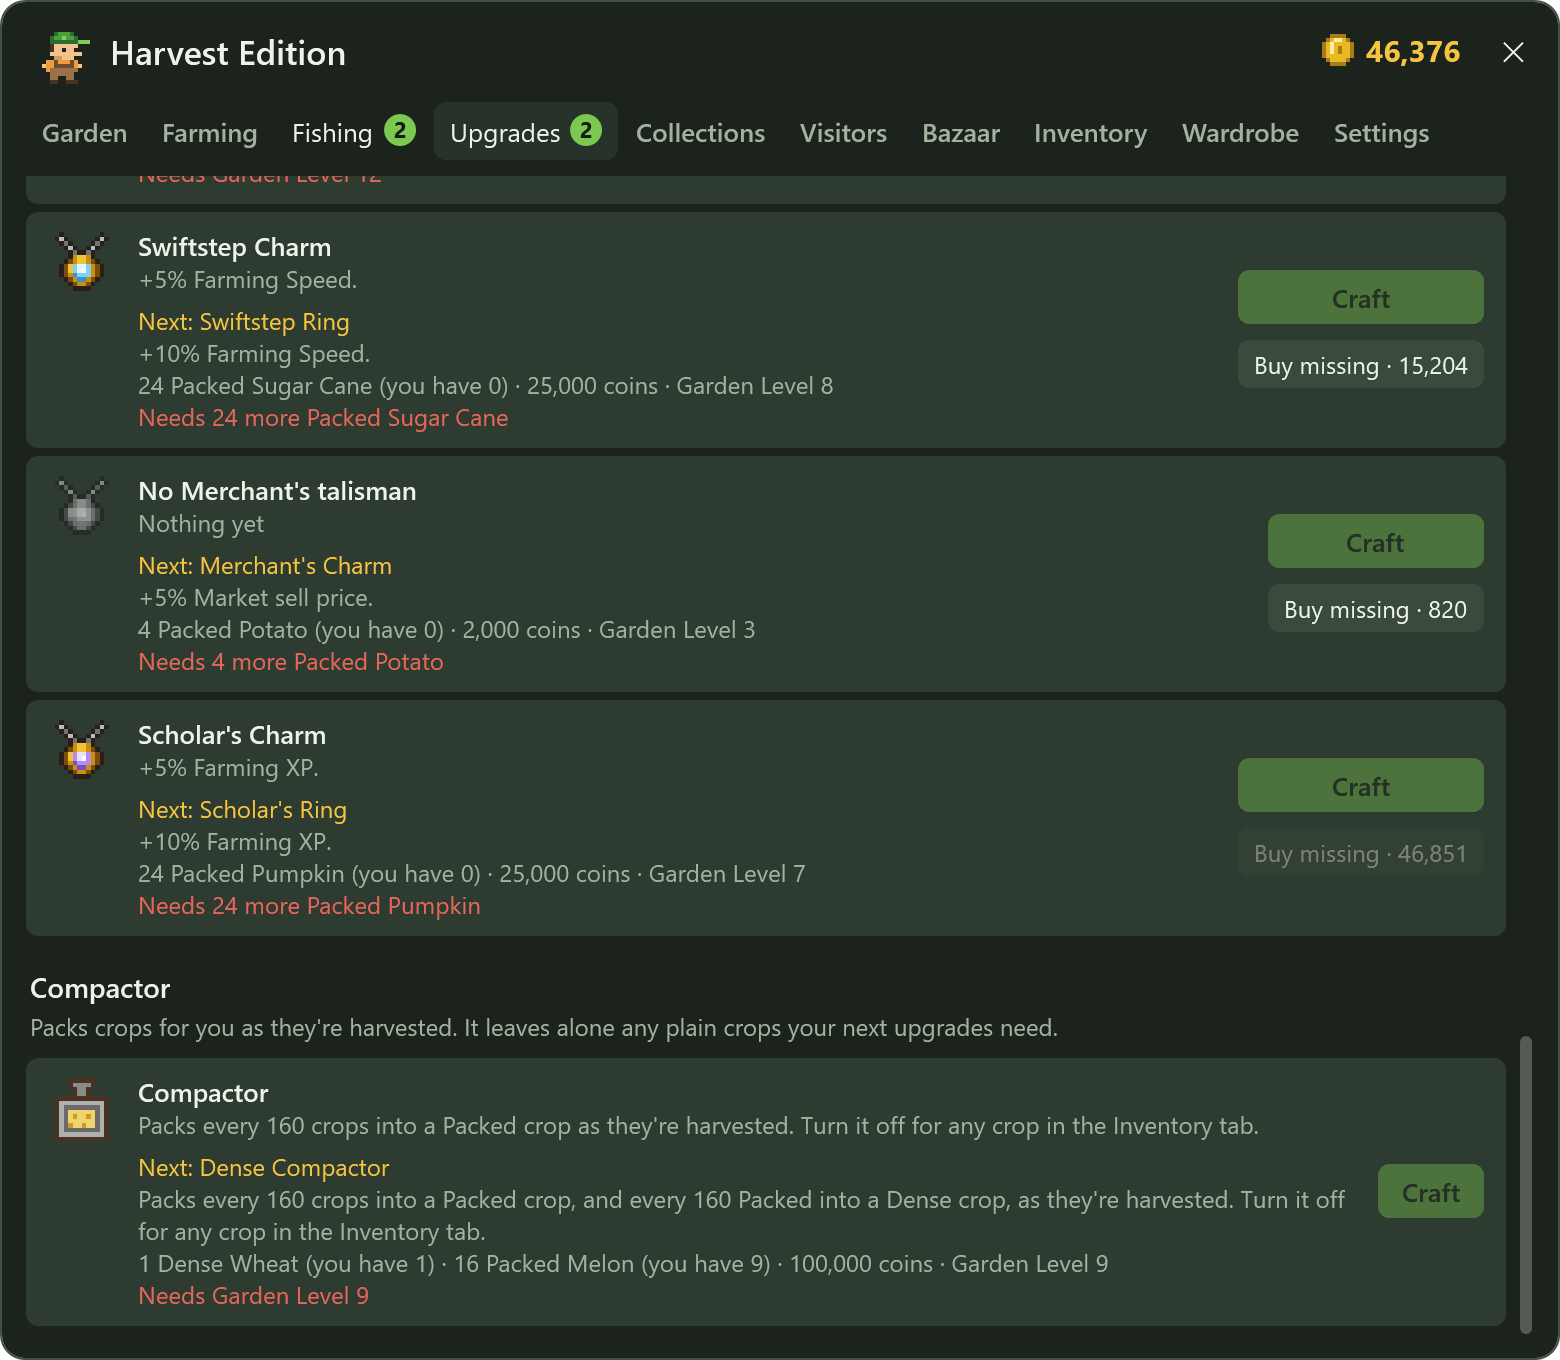 Harvest Edition
46,376
Garden Farming Fishing 2 Upgrades 2 Collections Visitors Bazaar Inventory Wardrobe Settings
Needs Garden Level 12
Swiftstep Charm
+5% Farming Speed.
Next: Swiftstep Ring
+10% Farming Speed.
24 Packed Sugar Cane (you have 0) · 25,000 coins · Garden Level 8
Needs 24 more Packed Sugar Cane
Craft
Buy missing · 15,204
No Merchant's talisman
Nothing yet
Next: Merchant's Charm
+5% Market sell price.
4 Packed Potato (you have 0) · 2,000 coins · Garden Level 3
Needs 4 more Packed Potato
Craft
Buy missing · 820
Scholar's Charm
+5% Farming XP.
Next: Scholar's Ring
+10% Farming XP.
24 Packed Pumpkin (you have 0) · 25,000 coins · Garden Level 7
Needs 24 more Packed Pumpkin
Craft
Buy missing · 46,851
Compactor
Packs crops for you as they're harvested. It leaves alone any plain crops your next upgrades need.
Compactor
Packs every 160 crops into a Packed crop as they're harvested. Turn it off for any crop in the Inventory tab.
Next: Dense Compactor
Packs every 160 crops into a Packed crop, and every 160 Packed into a Dense crop, as they're harvested. Turn it off
for any crop in the Inventory tab.
1 Dense Wheat (you have 1) · 16 Packed Melon (you have 9) · 100,000 coins · Garden Level 9
Needs Garden Level 9
Craft